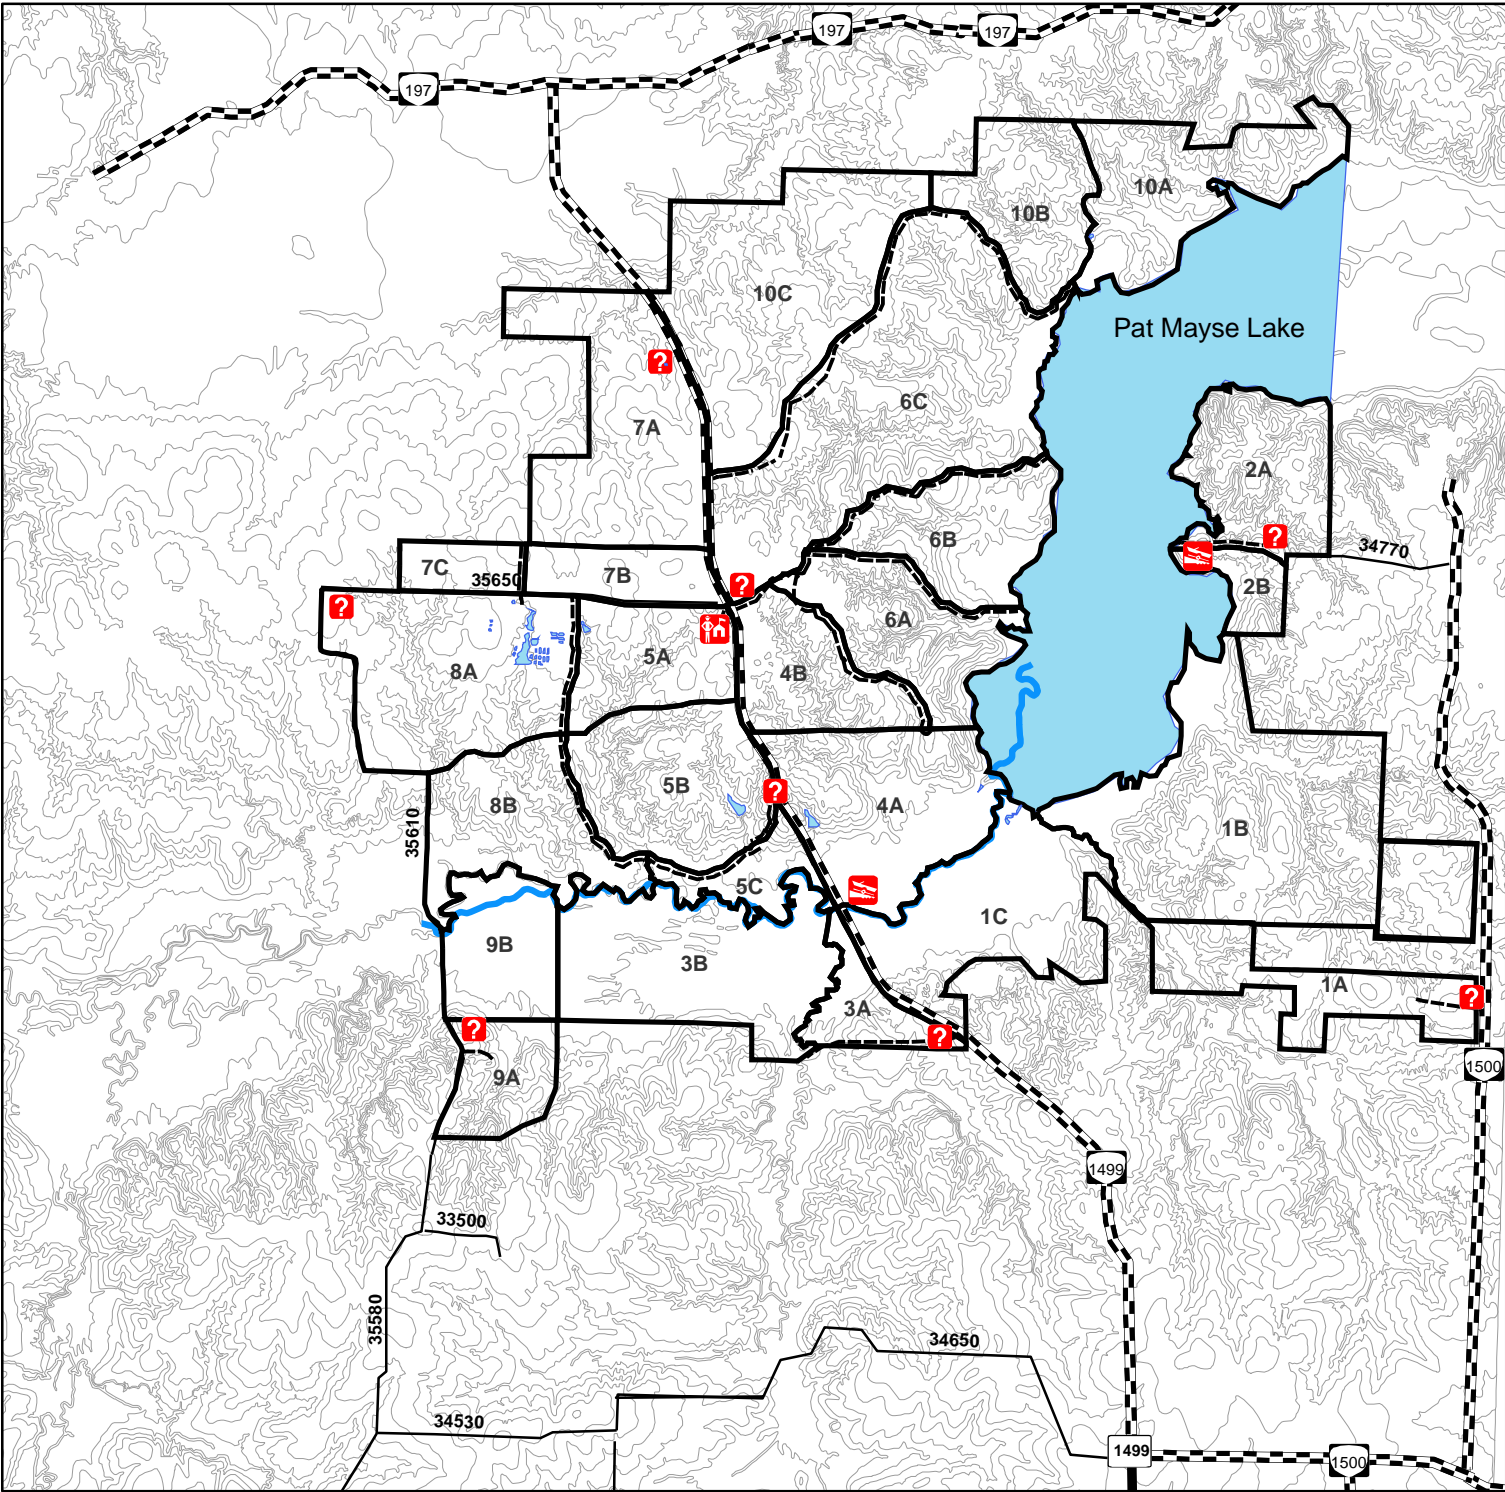 197
197
197
10A
10B
10C
Pat Mayse Lake
6C
7A
2A
6B
34770
7C
35650
7B
2B
6A
5A
8A
4B
5B
8B
4A
1B
35610
5C
1C
9B
3B
1A
3A
?
?
?
?
?
?
?
?
?
9A
1500
1499
33500
35580
34650
34530
1499
1500